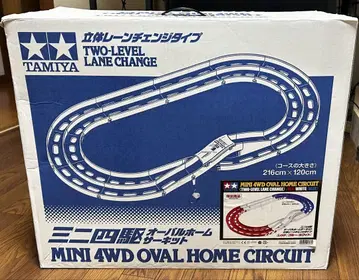 TAMIYA
立体レーンチェンジタイプ
TWO-LEVEL
LANE CHANGE
(コースの大きさ)
216cm×120cm
MINI 4WD OVAL HOME CIRCUIT
ミニ四駆 オーバルホーム
サーキット
MINI 4WD OVAL HOME CIRCUIT